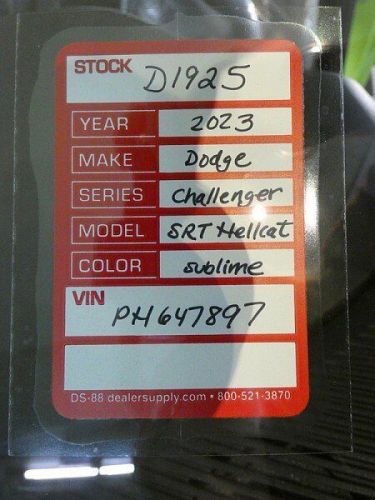 STOCK D1925
YEAR 2023
MAKE Dodge
SERIES Challenger
MODEL SRT Hellcat
COLOR sublime
VIN
PH647897
DS-88 dealersupply.com • 800-521-3870